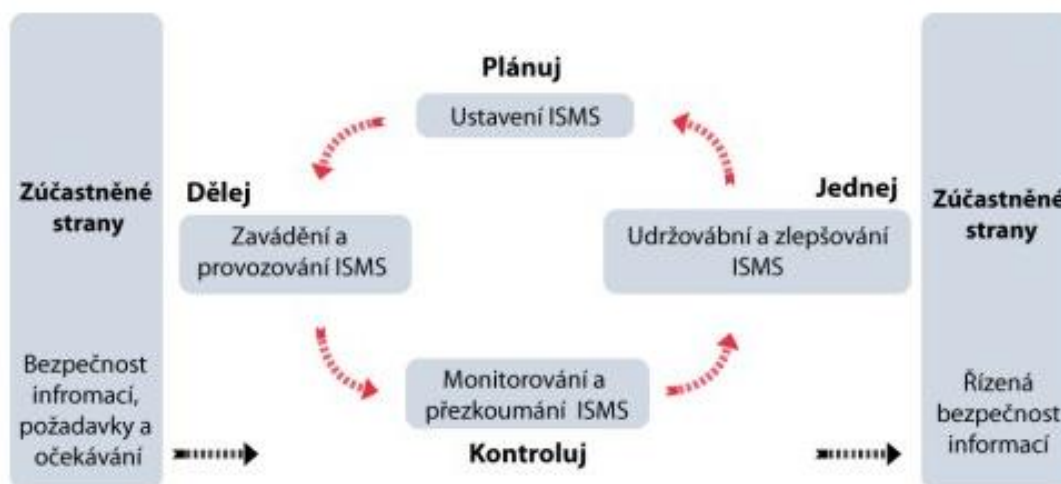 Zúčastněné
strany
Bezpečnost
infromací,
požadavky a
očekávání
Plánuj
Ustavení ISMS
Dělej
Zavádění a
provozování ISMS
Jednej
Udržovábní a zlepšování
ISMS
Monitorování a
přezkoumání ISMS
Kontroluj
Zúčastněné
strany
Řízená
bezpečnost
informací